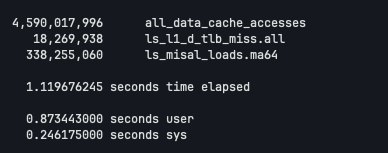 4,590,017,996      all_data_cache_accesses
18,269,938      ls_l1_d_tlb_miss.all
338,255,060      ls_misal_loads.ma64
1.119676245 seconds time elapsed
0.873443000 seconds user
0.246175000 seconds sys